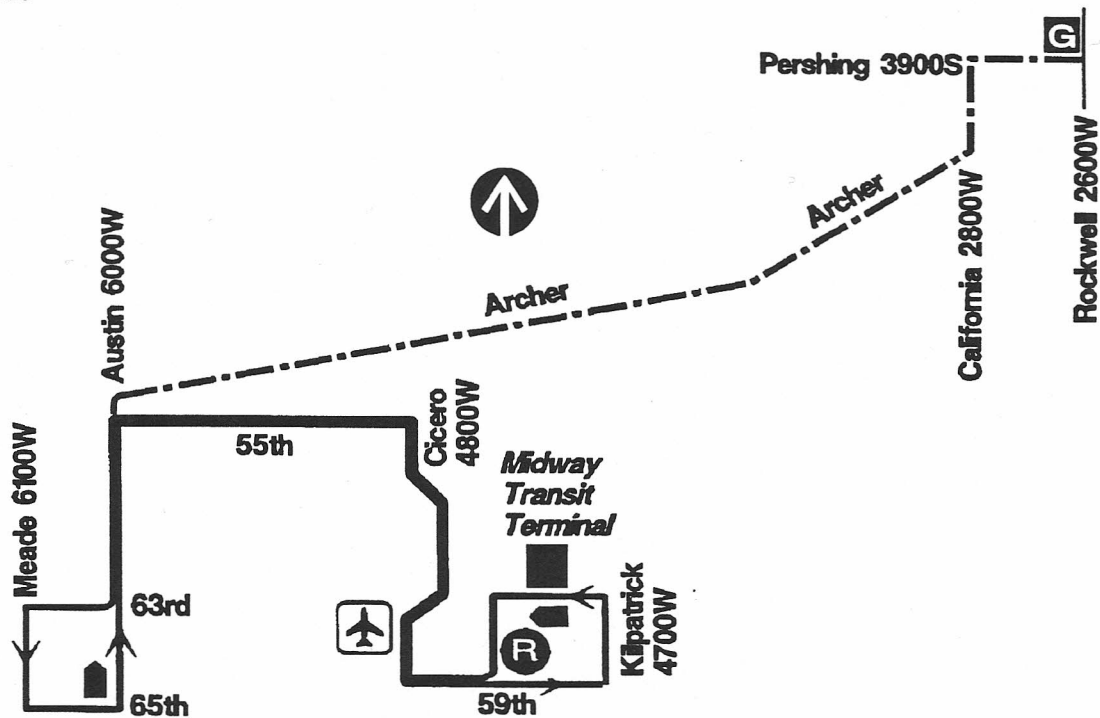 G
Pershing 3900S
Rockwell 2600W
California 2800W
Archer
Archer
Austin 6000W
Cicero
4800W
55th
Meade 6100W
Midway
Transit
Terminal
63rd
Kilpatrick
4700W
R
65th
59th